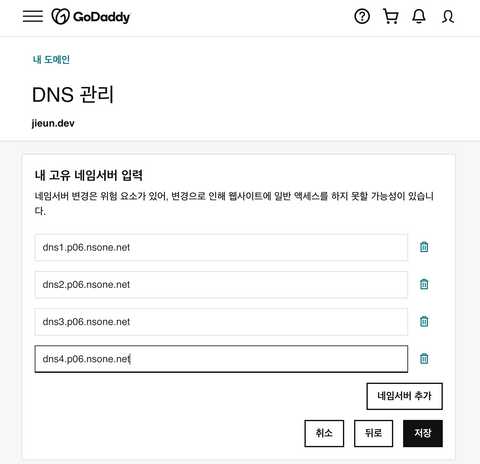 GoDaddy
내 도메인
DNS 관리
jieun.dev
내 고유 네임서버 입력
네임서버 변경은 위험 요소가 있어, 변경으로 인해 웹사이트에 일반 액세스를 하지 못할 가능성이 있습니
다.
dns1.p06.nsone.net
dns2.p06.nsone.net
dns3.p06.nsone.net
dns4.p06.nsone.net
네임서버 추가
취소 뒤로 저장